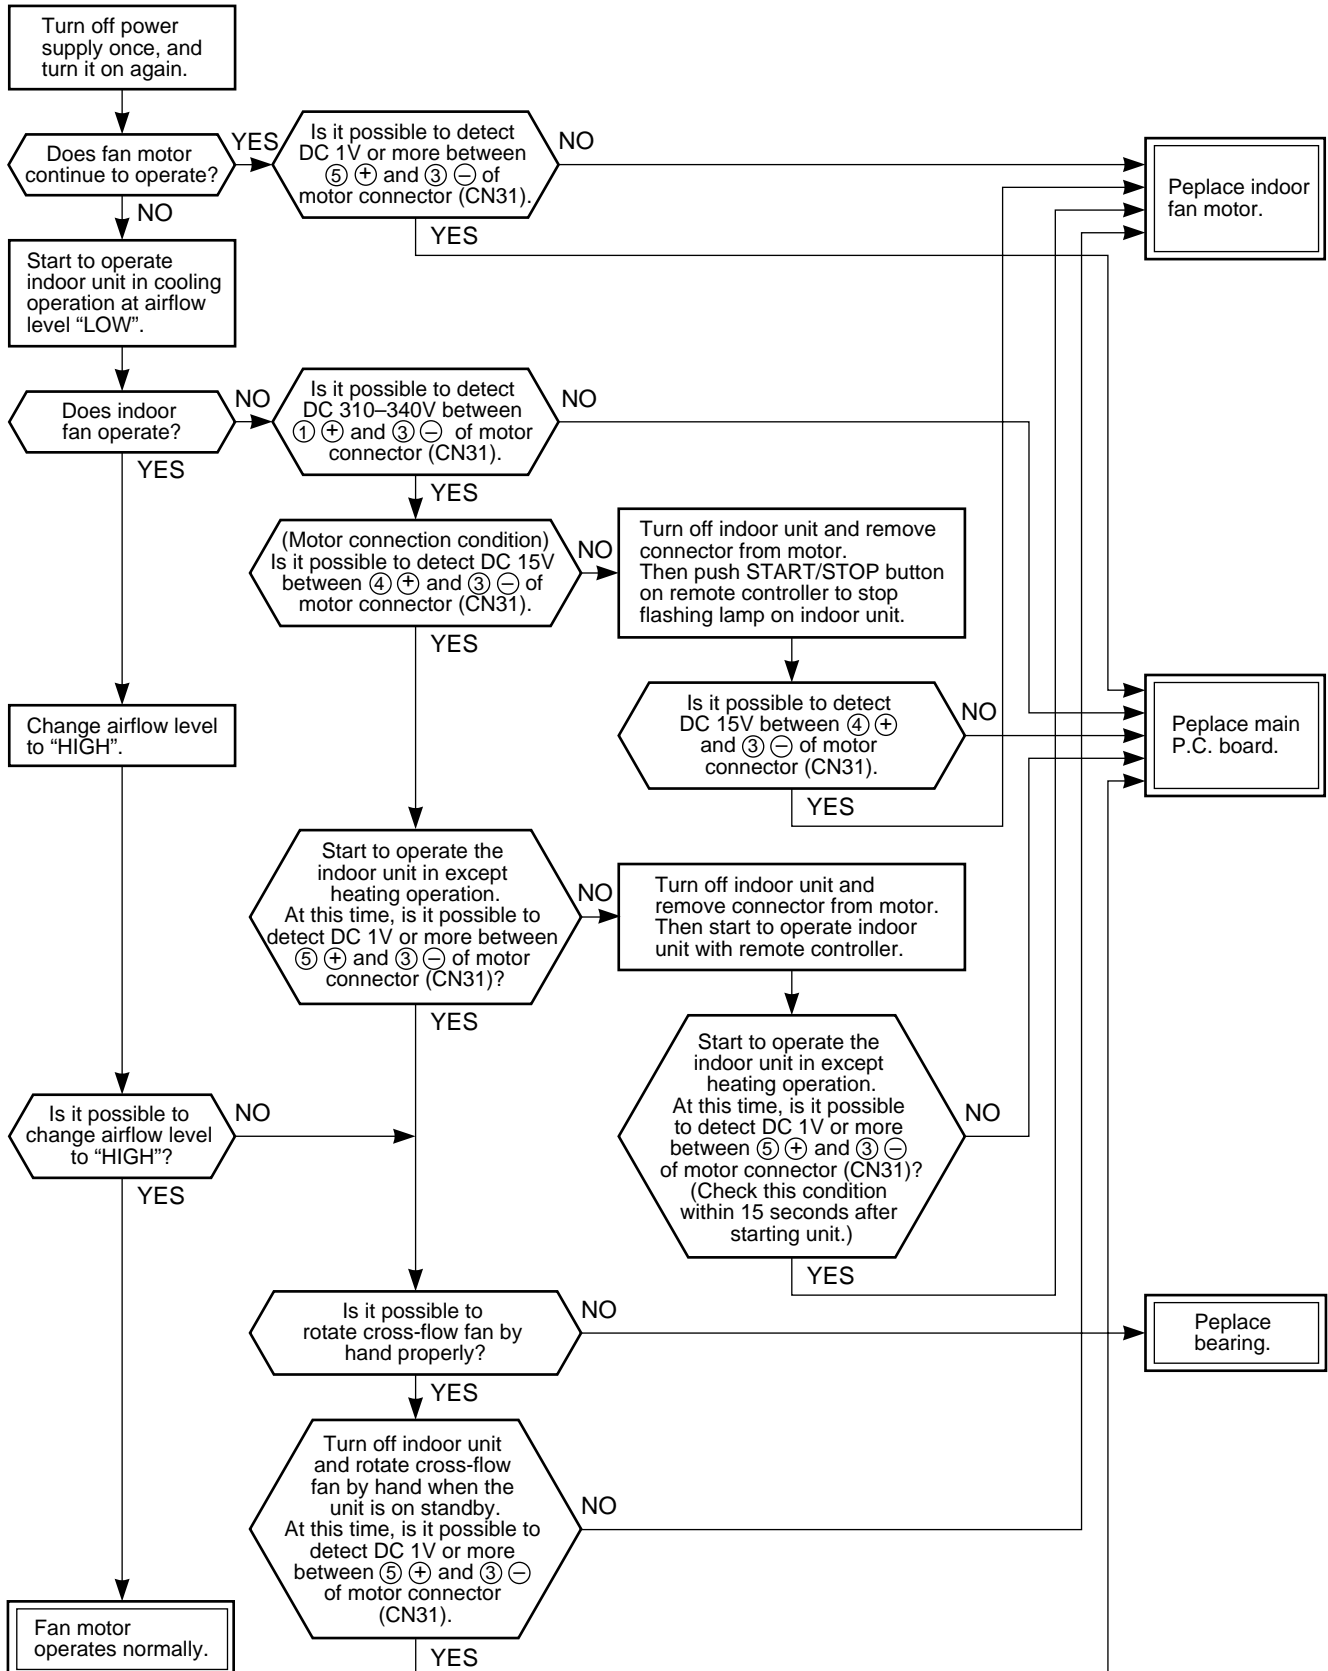 Turn off power
supply once, and
turn it on again.
Does fan motor
continue to operate?
YES
NO
Is it possible to detect
DC 1V or more between
⑤ ⊕ and ③ ⊖ of
motor connector (CN31).
NO
YES
Peplace indoor
fan motor.
Start to operate
indoor unit in cooling
operation at airflow
level “LOW”.
Does indoor
fan operate?
NO
YES
Is it possible to detect
DC 310–340V between
① ⊕ and ③ ⊖ of motor
connector (CN31).
NO
YES
(Motor connection condition)
Is it possible to detect DC 15V
between ④ ⊕ and ③ ⊖ of
motor connector (CN31).
NO
YES
Turn off indoor unit and remove
connector from motor.
Then push START/STOP button
on remote controller to stop
flashing lamp on indoor unit.
Is it possible to detect
DC 15V between ④ ⊕
and ③ ⊖ of motor
connector (CN31).
NO
YES
Peplace main
P.C. board.
Change airflow level
to “HIGH”.
Start to operate the
indoor unit in except
heating operation.
At this time, is it possible to
detect DC 1V or more between
⑤ ⊕ and ③ ⊖ of motor
connector (CN31)?
NO
YES
Turn off indoor unit and
remove connector from motor.
Then start to operate indoor
unit with remote controller.
Start to operate the
indoor unit in except
heating operation.
At this time, is it possible
to detect DC 1V or more
between ⑤ ⊕ and ③ ⊖
of motor connector (CN31)?
(Check this condition
within 15 seconds after
starting unit.)
NO
YES
Is it possible to
change airflow level
to “HIGH”?
NO
YES
Is it possible to
rotate cross-flow fan by
hand properly?
NO
YES
Peplace
bearing.
Turn off indoor unit
and rotate cross-flow
fan by hand when the
unit is on standby.
At this time, is it possible to
detect DC 1V or more
between ⑤ ⊕ and ③ ⊖
of motor connector
(CN31).
NO
YES
Fan motor
operates normally.